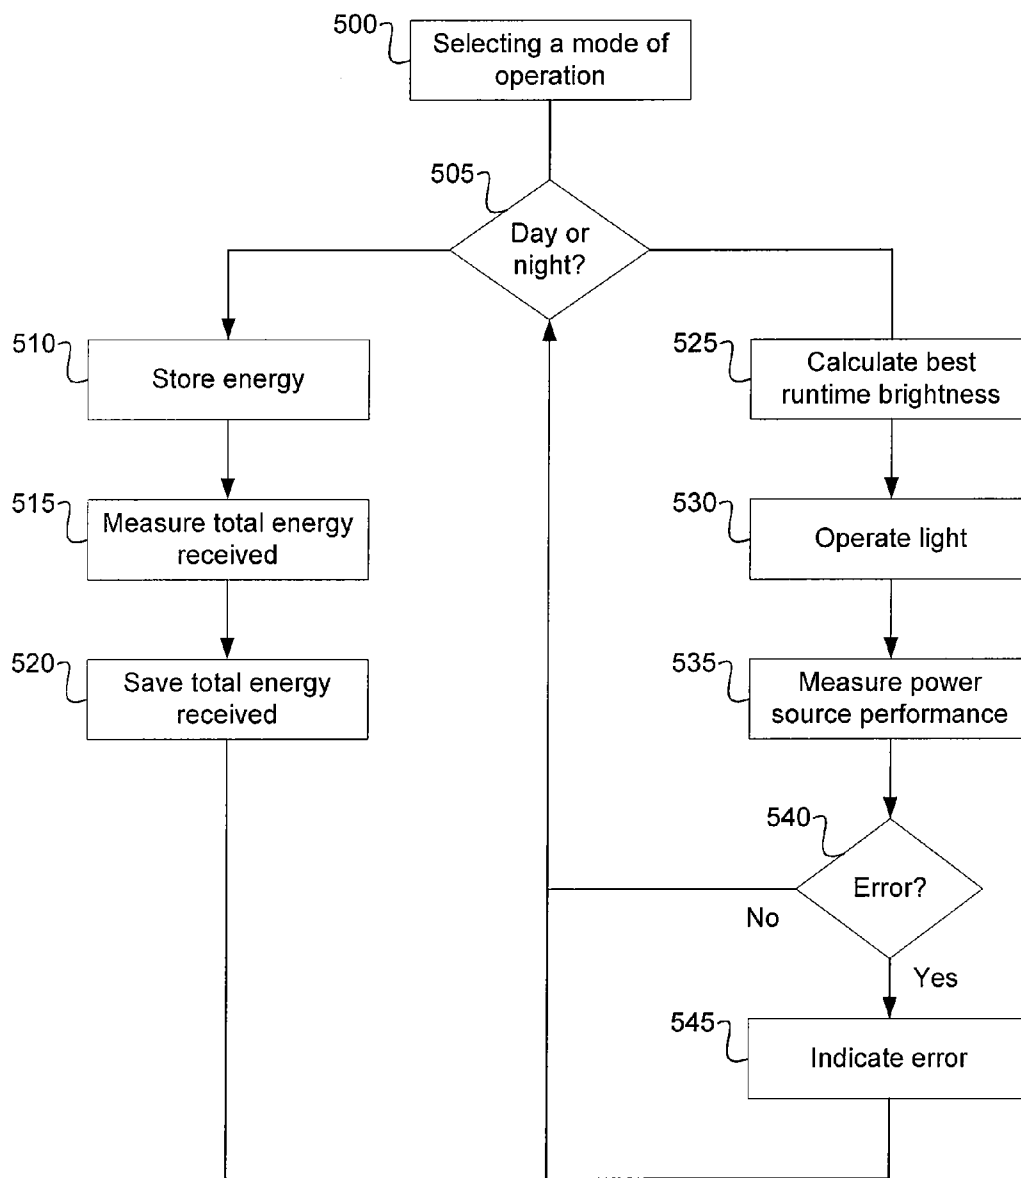 500
Selecting a mode of
operation
505
Day or
night?
510
Store energy
525
Calculate best
runtime brightness
515
Measure total energy
received
530
Operate light
520
Save total energy
received
535
Measure power
source performance
540
Error?
No
Yes
545
Indicate error